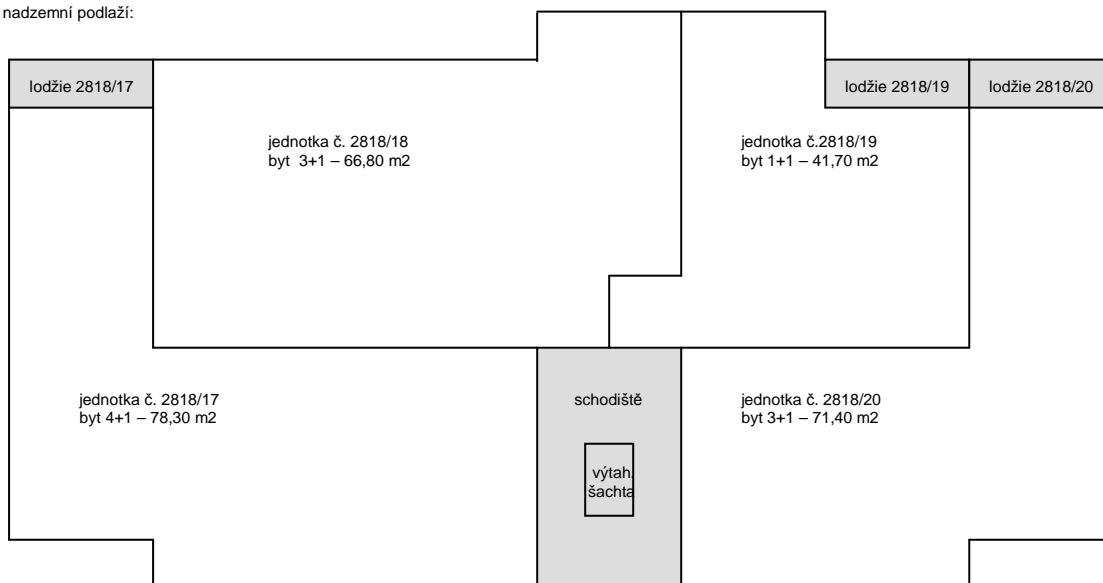 nadzemní podlaží:
lodžie 2818/17
lodžie 2818/19
lodžie 2818/20
jednotka č. 2818/18
byt  3+1 – 66,80 m2
jednotka č.2818/19
byt 1+1 – 41,70 m2
jednotka č. 2818/17
byt 4+1 – 78,30 m2
schodiště
jednotka č. 2818/20
byt 3+1 – 71,40 m2
výtah.
šachta